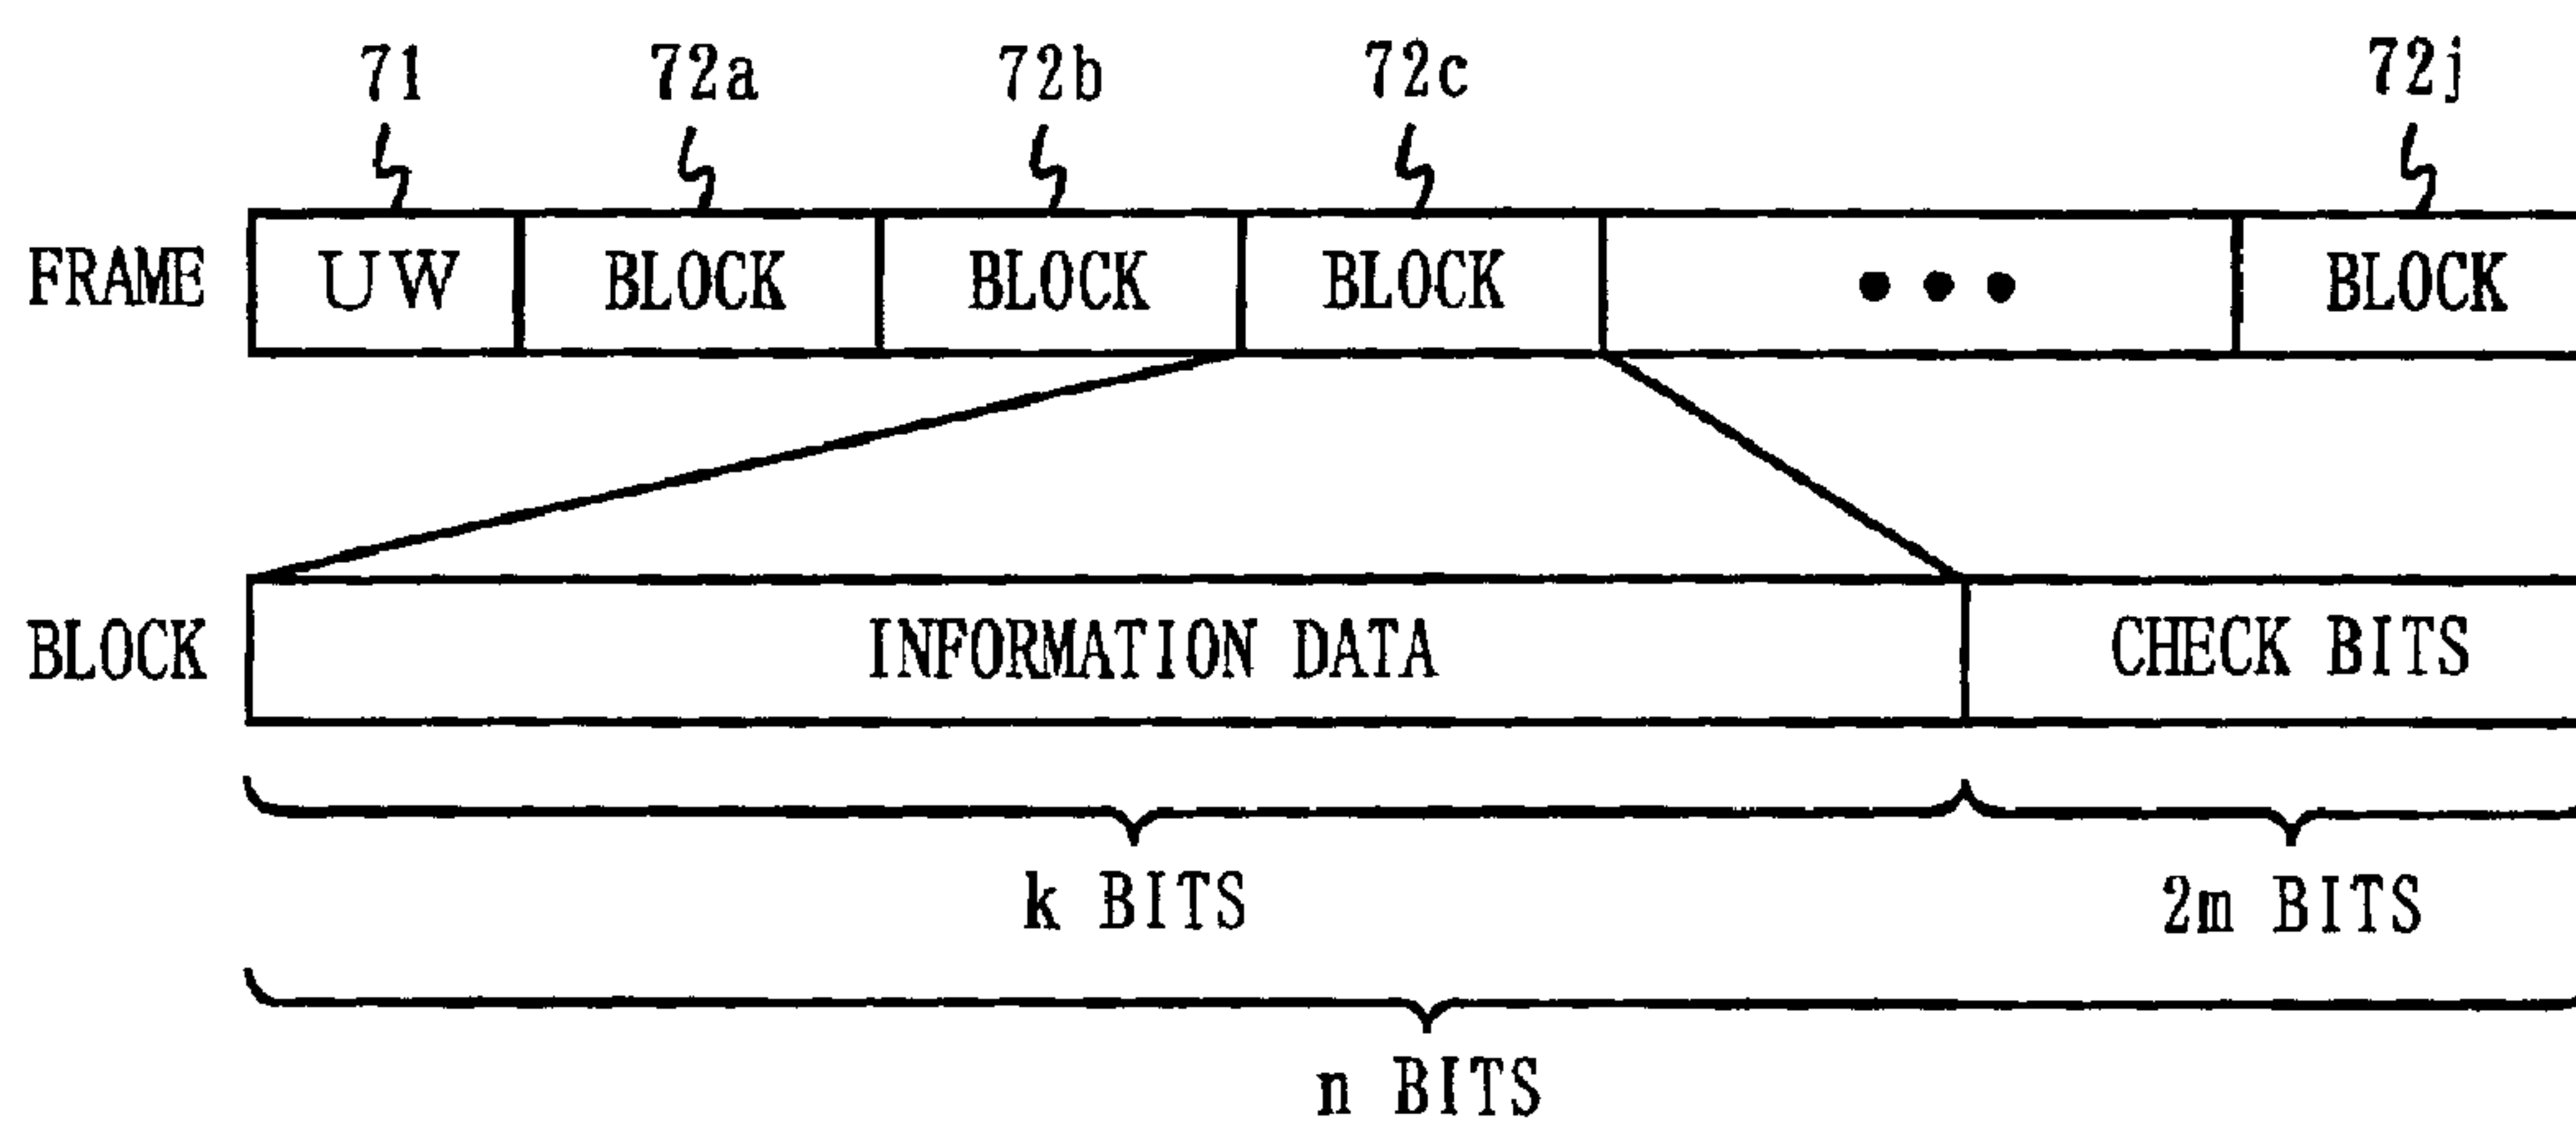 71 72a 72b 72c 72j
FRAME UW BLOCK BLOCK BLOCK ••• BLOCK
BLOCK INFORMATION DATA CHECK BITS
k BITS 2m BITS
n BITS